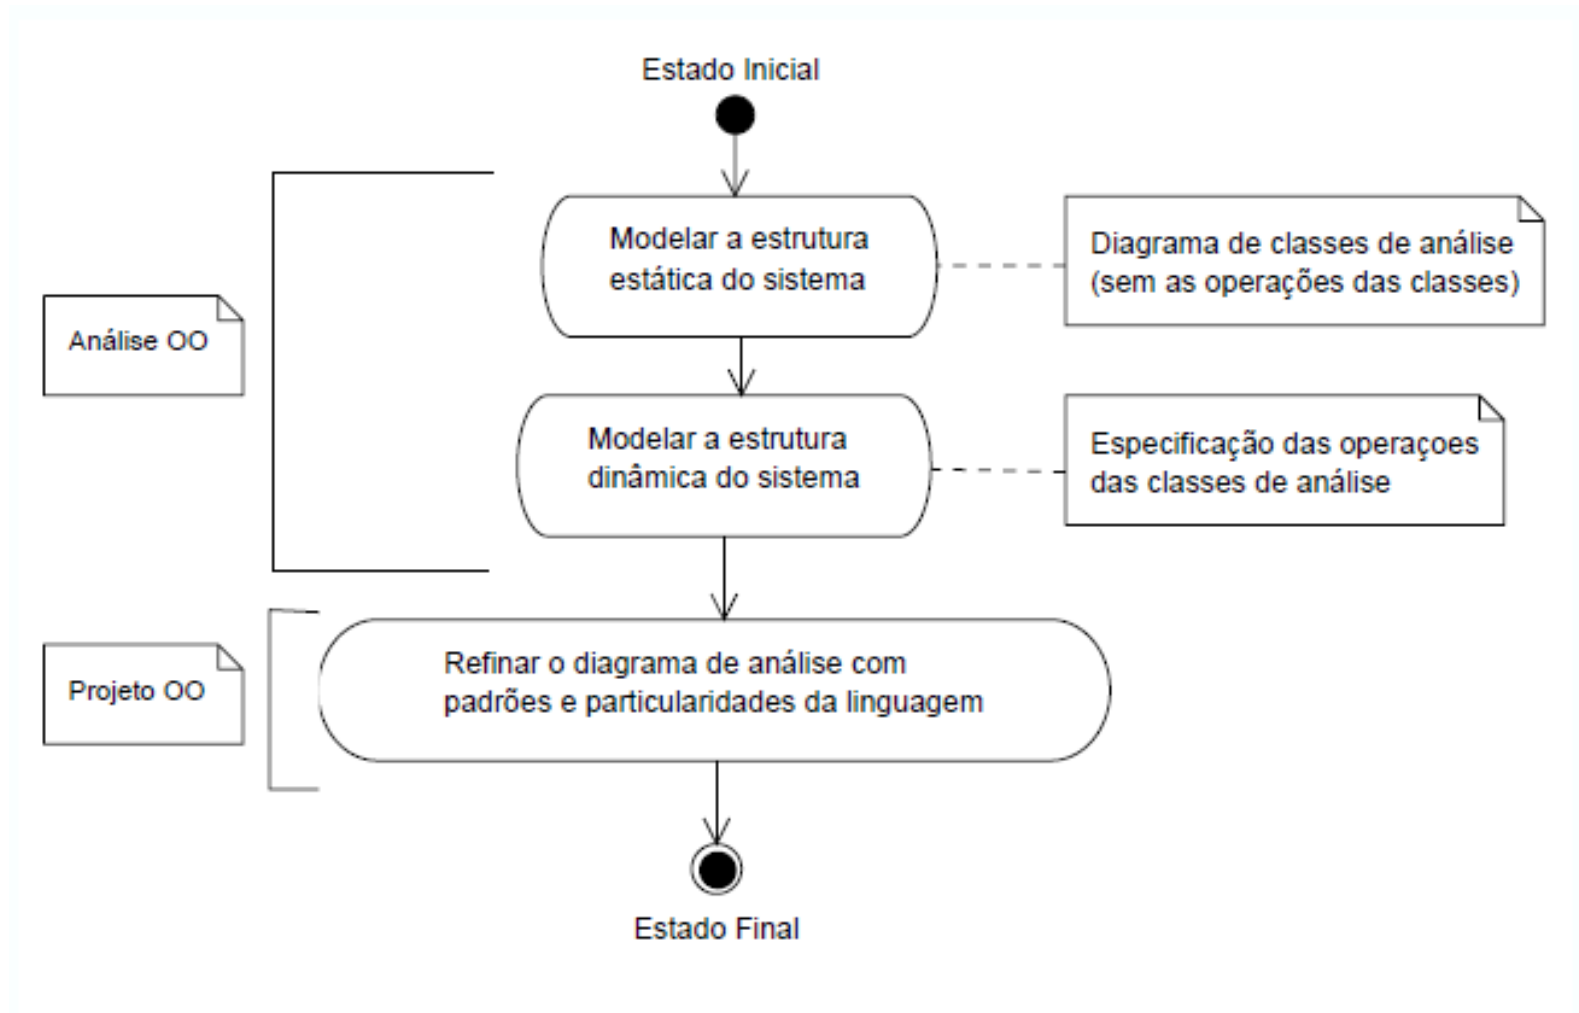 Estado Inicial
Modelar a estrutura
estática do sistema
Diagrama de classes de análise
(sem as operações das classes)
Análise OO
Modelar a estrutura
dinâmica do sistema
Especificação das operaçoes
das classes de análise
Projeto OO
Refinar o diagrama de análise com
padrões e particularidades da linguagem
Estado Final